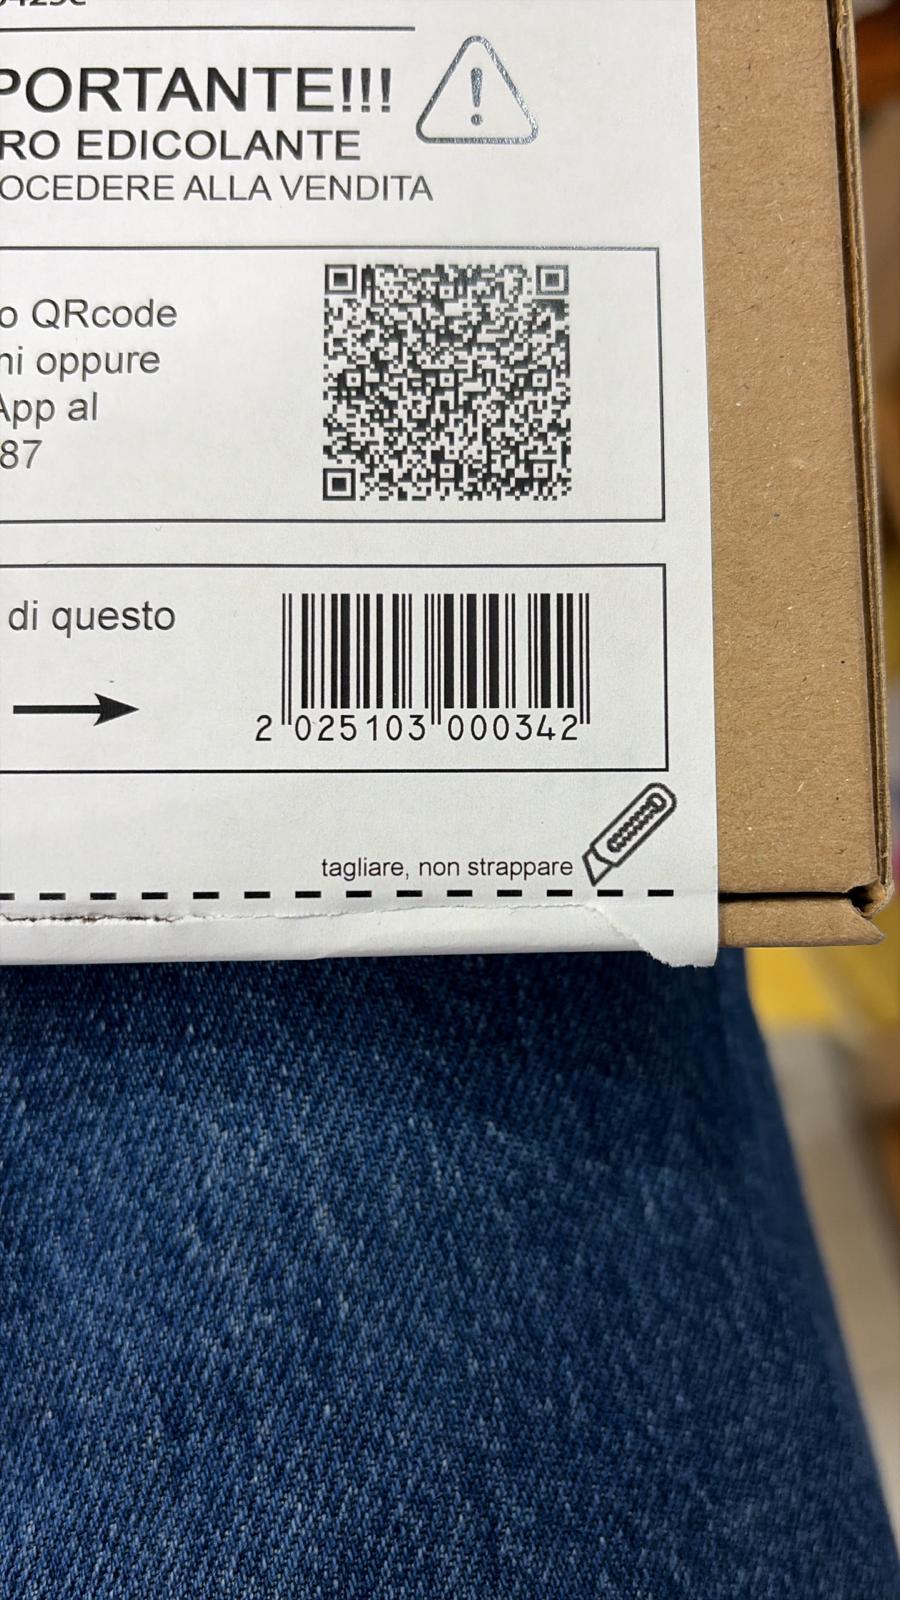 PORTANTE!!!
RO EDICOLANTE
OCEDERE ALLA VENDITA
o QRcode
ni oppure
App al
87
di questo
2 025103 000342
tagliare, non strappare